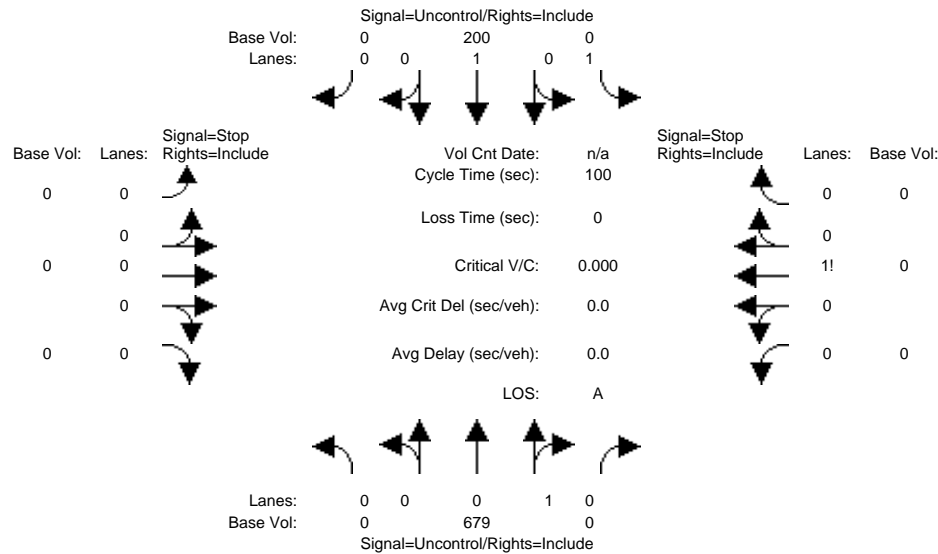 Signal=Uncontrol/Rights=Include
Base Vol: 0 200 0
Lanes: 0 0 1 0 1
Signal=Stop Signal=Stop
Base Vol: Lanes: Rights=Include Vol Cnt Date: n/a Rights=Include Lanes: Base Vol:
Cycle Time (sec): 100
0 0 0 0
Loss Time (sec): 0
0 0
0 0 Critical V/C: 0.000 1! 0
0 Avg Crit Del (sec/veh): 0.0 0
0 0 Avg Delay (sec/veh): 0.0 0 0
LOS: A
Lanes: 0 0 0 1 0
Base Vol: 0 679 0
Signal=Uncontrol/Rights=Include